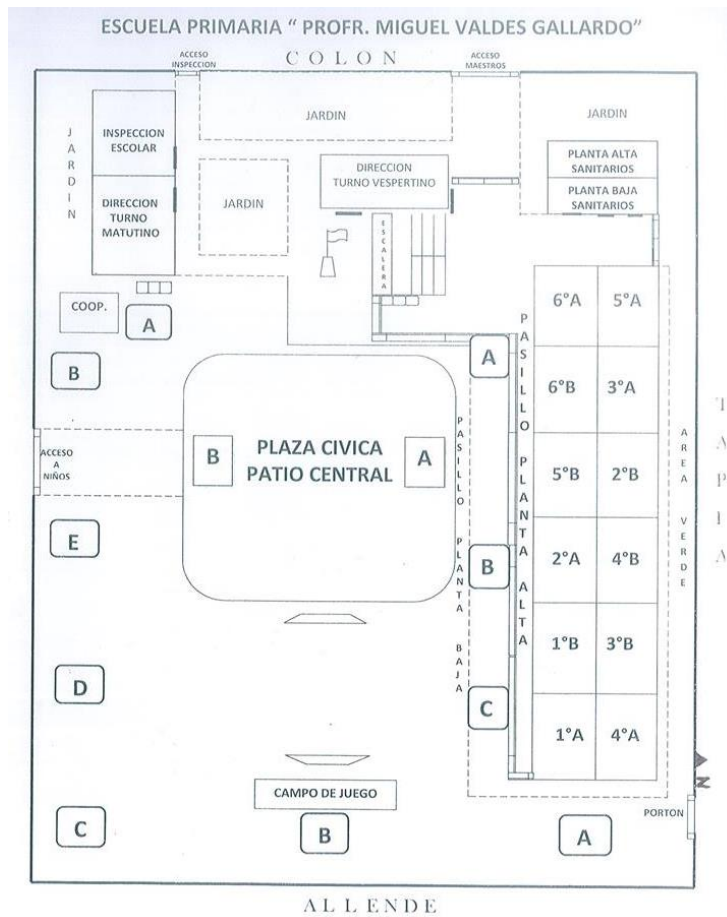 ESCUELA PRIMARIA " PROFR. MIGUEL VALDES GALLARDO"
COLON
ACCESO
INSPECCION
ACCESO
MAESTROS
JARDIN
INSPECCION
ESCOLAR
DIRECCION
TURNO
MATUTINO
JARDIN
JARDIN
DIRECCION
TURNO VESPERTINO
ESCALERA
JARDIN
PLANTA ALTA
SANITARIOS
PLANTA BAJA
SANITARIOS
COOP.
A
B
ACCESO
A
NIÑOS
E
D
C
PLAZA CIVICA
PATIO CENTRAL
B
A
PASILLO PLANTA BAJA
A
B
C
PASILLO PLANTA ALTA
6°A 5°A
6°B 3°A
5°B 2°B
2°A 4°B
1°B 3°B
1°A 4°A
AREA VERDE
TAPIA
N
PORTON
CAMPO DE JUEGO
B
A
ALLENDE